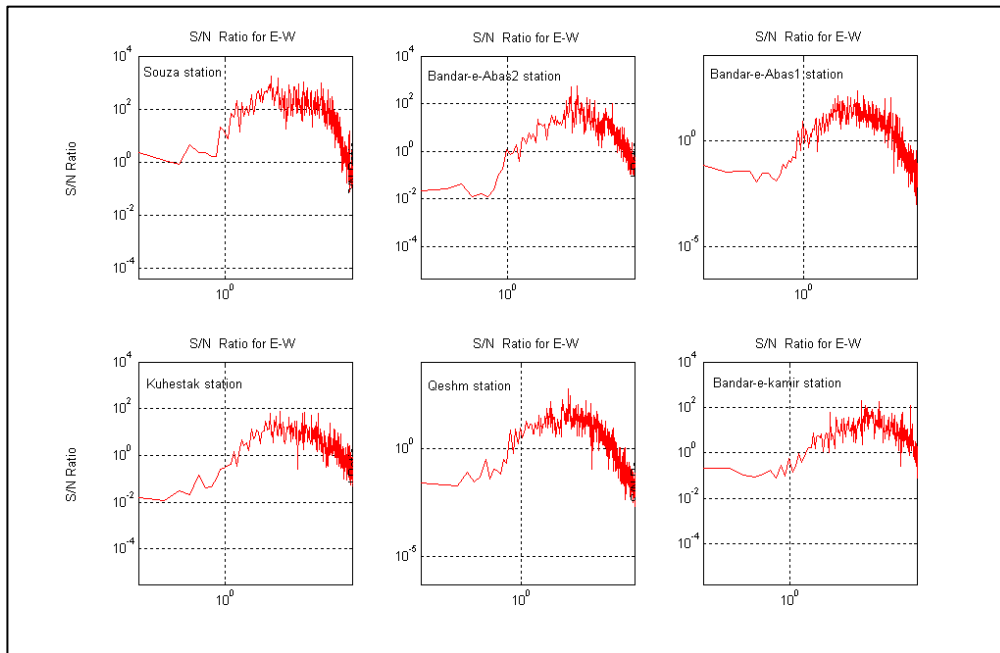 S/N Ratio for E-W
S/N Ratio for E-W
S/N Ratio for E-W
10^4
Souza station
10^2
10^0
10^-2
10^-4
S/N Ratio
10^0
10^4
Bandar-e-Abas2 station
10^2
10^0
10^-2
10^-4
10^0
Bandar-e-Abas1 station
10^0
10^-5
10^0
S/N Ratio for E-W
S/N Ratio for E-W
S/N Ratio for E-W
10^4
Kuhestak station
10^2
10^0
10^-2
10^-4
S/N Ratio
10^0
Qeshm station
10^0
10^-5
10^0
10^4
Bandar-e-kamir station
10^2
10^0
10^-2
10^-4
10^0